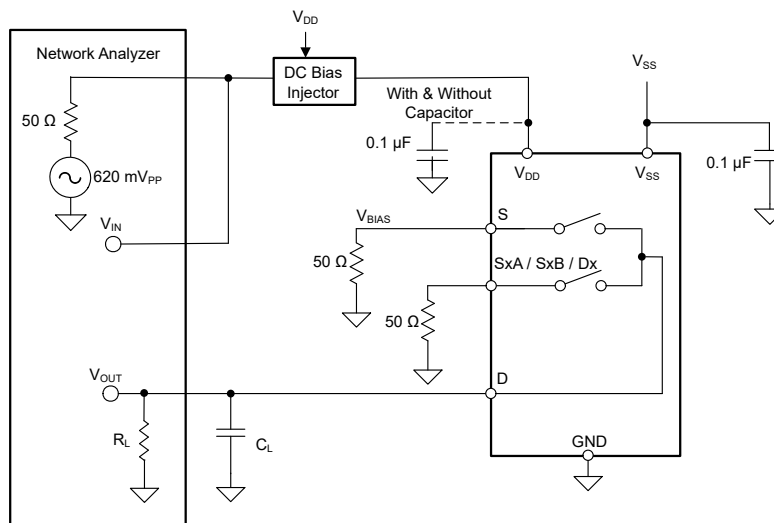 V_DD
Network Analyzer
DC Bias
Injector
V_SS
With & Without
Capacitor
50 Ω
0.1 µF
0.1 µF
620 mV_PP
V_DD
V_SS
V_IN
V_BIAS
S
50 Ω
SxA / SxB / Dx
50 Ω
V_OUT
D
R_L
C_L
GND